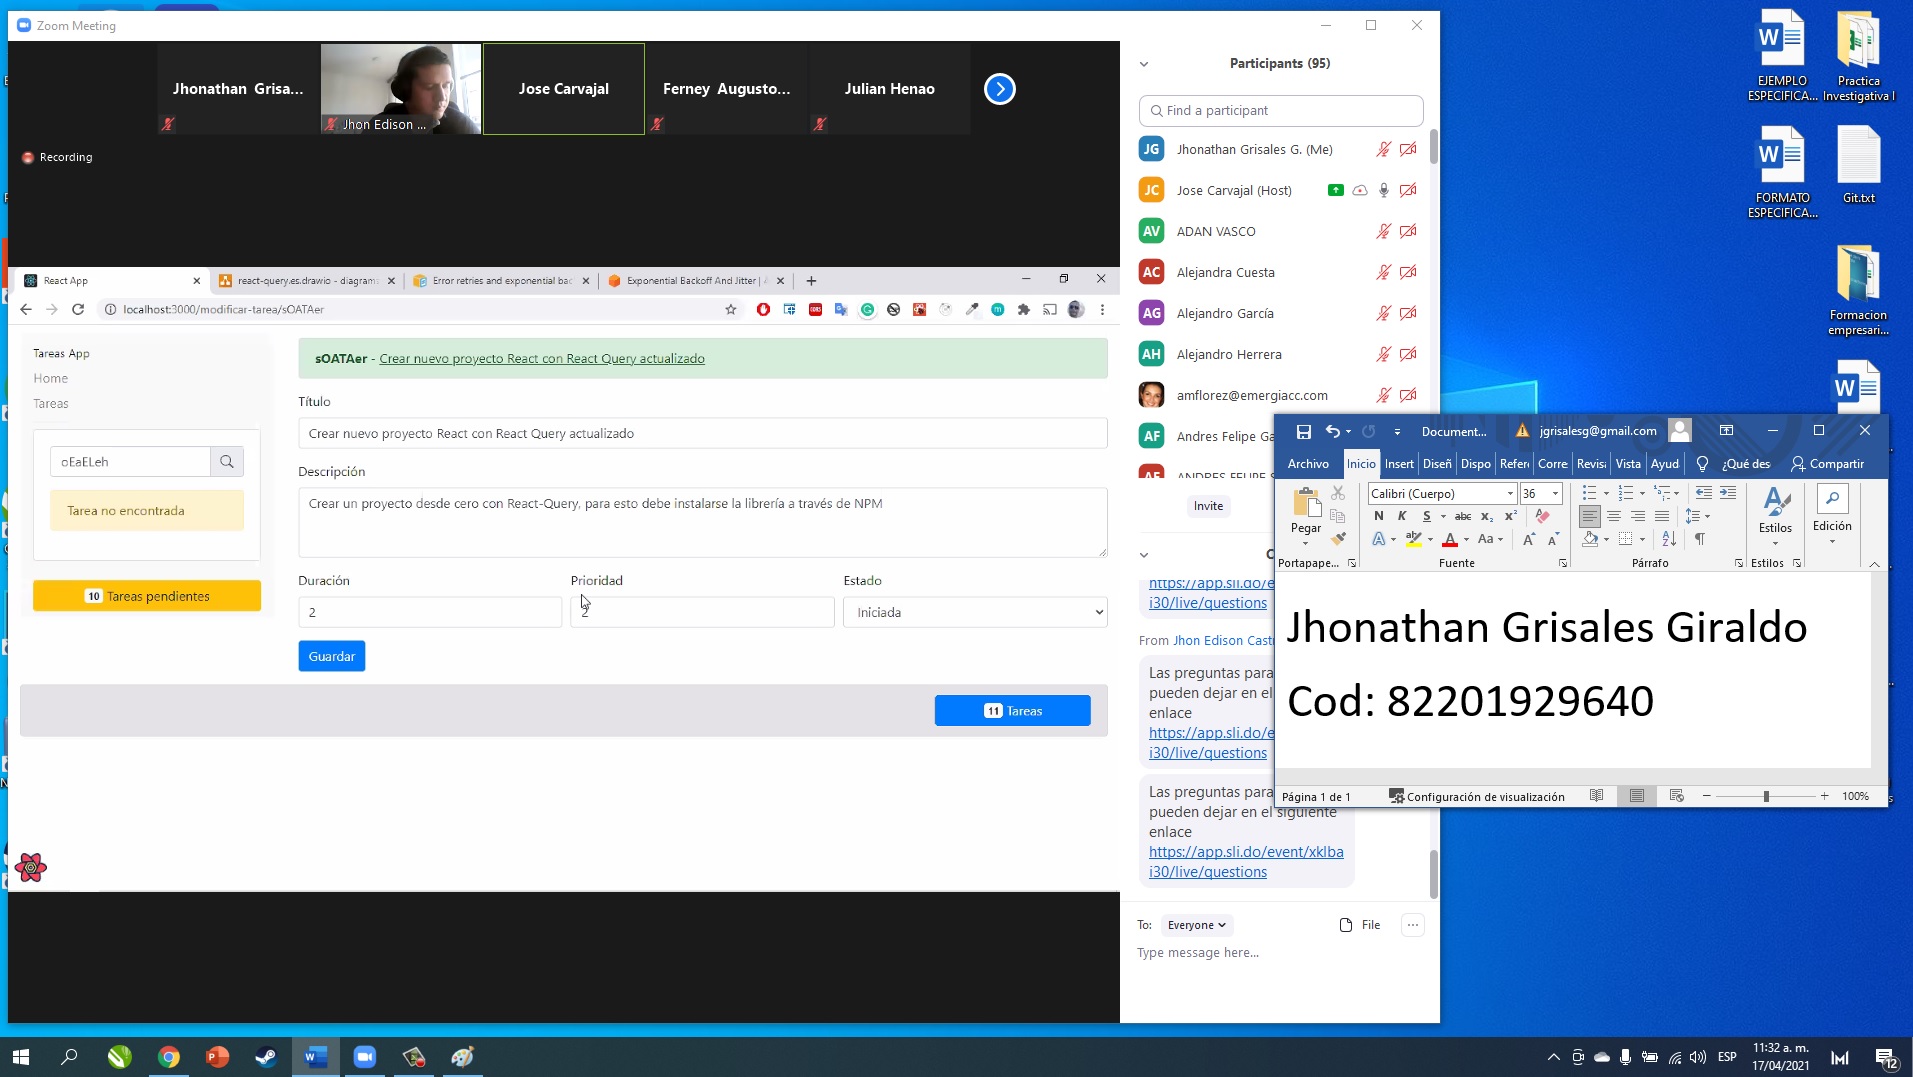 Zoom Meeting
Jhonathan Grisa...
Jhon Edison ...
Jose Carvajal
Ferney Augusto...
Julian Henao
Recording
React App
react-query.es.drawio - diagrams
Error retries and exponential bac
Exponential Backoff And Jitter |
localhost:3000/modificar-tarea/sOATAer
Tareas App
Home
Tareas
oEaELeh
Tarea no encontrada
10 Tareas pendientes
sOATAer - Crear nuevo proyecto React con React Query actualizado
Título
Crear nuevo proyecto React con React Query actualizado
Descripción
Crear un proyecto desde cero con React-Query, para esto debe instalarse la librería a través de NPM
Duración
Prioridad
Estado
2
2
Iniciada
Guardar
11 Tareas
Participants (95)
Find a participant
JG Jhonathan Grisales G. (Me)
JC Jose Carvajal (Host)
AV ADAN VASCO
AC Alejandra Cuesta
AG Alejandro García
AH Alejandro Herrera
amflorez@emergiacc.com
AF Andres Felipe Ga
AF ANDRES FELIPE S
Invite
https://app.sli.do/e
i30/live/questions
From Jhon Edison Cast
Las preguntas para
pueden dejar en el
enlace
https://app.sli.do/e
i30/live/questions
Las preguntas para
pueden dejar en el siguiente
enlace
https://app.sli.do/event/xklba
i30/live/questions
To: Everyone
File
Type message here...
Document...
jgrisalesg@gmail.com
Archivo
Inicio
Insert
Diseñ
Dispo
Refere
Corre
Revisa
Vista
Ayud
¿Qué des
Compartir
Pegar
Calibri (Cuerpo)
36
N K S abc x₂ x²
A ab A Aa A A
Estilos
Edición
Portapape...
Fuente
Párrafo
Estilos
Jhonathan Grisales Giraldo
Cod: 82201929640
Página 1 de 1
Configuración de visualización
100%
EJEMPLO
ESPECIFICA...
Practica
Investigativa I
FORMATO
ESPECIFICA...
Git.txt
Formacion
empresari...
ESP
11:32 a. m.
17/04/2021
12